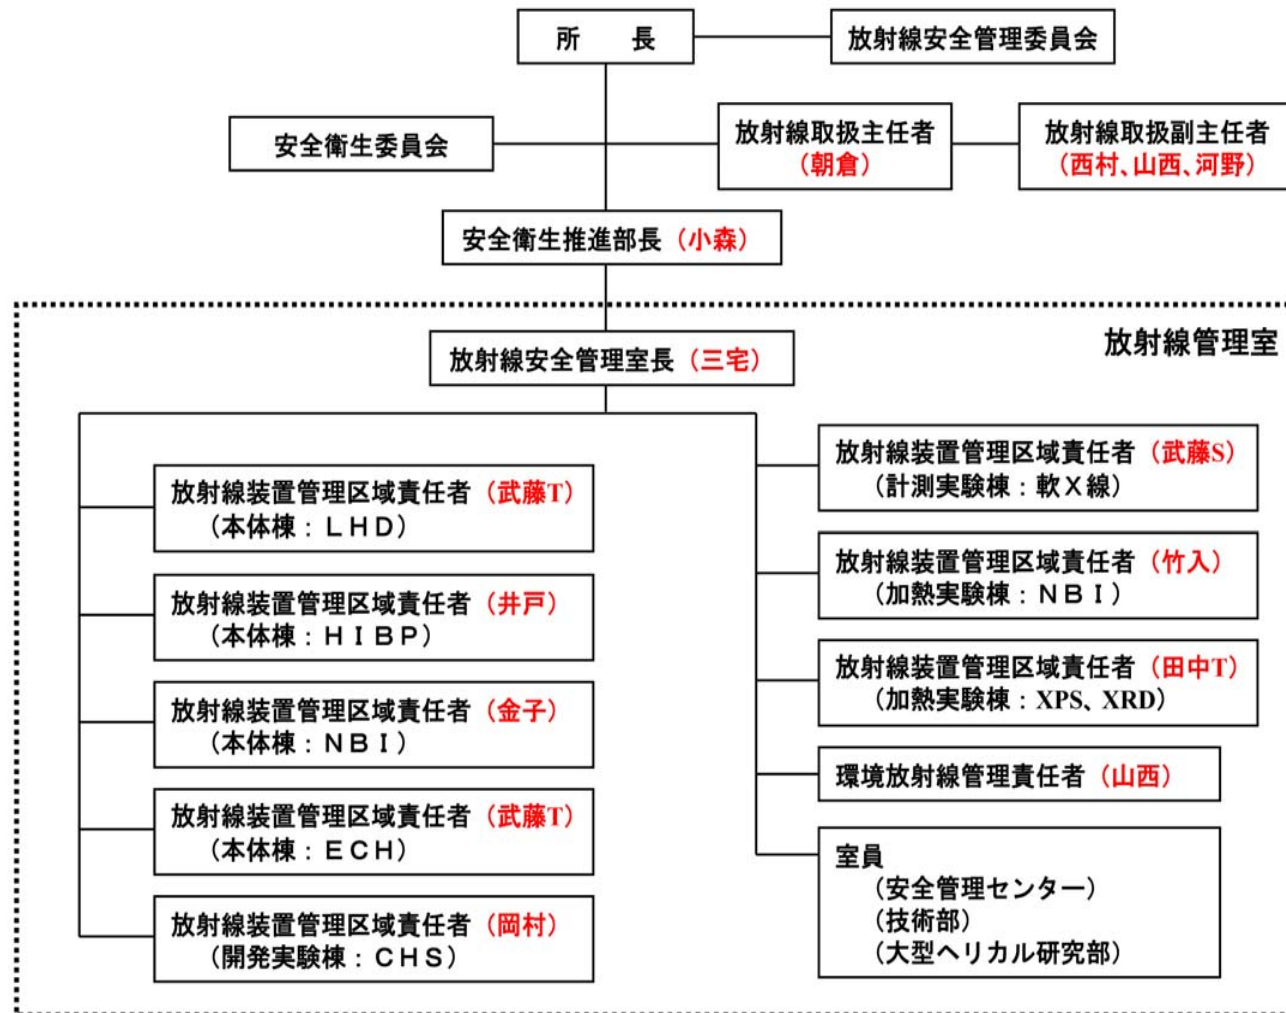 所　　長
放射線安全管理委員会
安全衛生委員会
放射線取扱主任者
（朝倉）
放射線取扱副主任者
（西村、山西、河野）
安全衛生推進部長（小森）
放射線管理室
放射線安全管理室長（三宅）
放射線装置管理区域責任者（武藤T）
（本体棟：ＬＨＤ）
放射線装置管理区域責任者（井戸）
（本体棟：ＨＩＢＰ）
放射線装置管理区域責任者（金子）
（本体棟：ＮＢＩ）
放射線装置管理区域責任者（武藤T）
（本体棟：ＥＣＨ）
放射線装置管理区域責任者（岡村）
（開発実験棟：ＣＨＳ）
放射線装置管理区域責任者（武藤S）
（計測実験棟：軟Ｘ線）
放射線装置管理区域責任者（竹入）
（加熱実験棟：ＮＢＩ）
放射線装置管理区域責任者（田中T）
（加熱実験棟：XPS、XRD）
環境放射線管理責任者（山西）
室員
（安全管理センター）
（技術部）
（大型ヘリカル研究部）